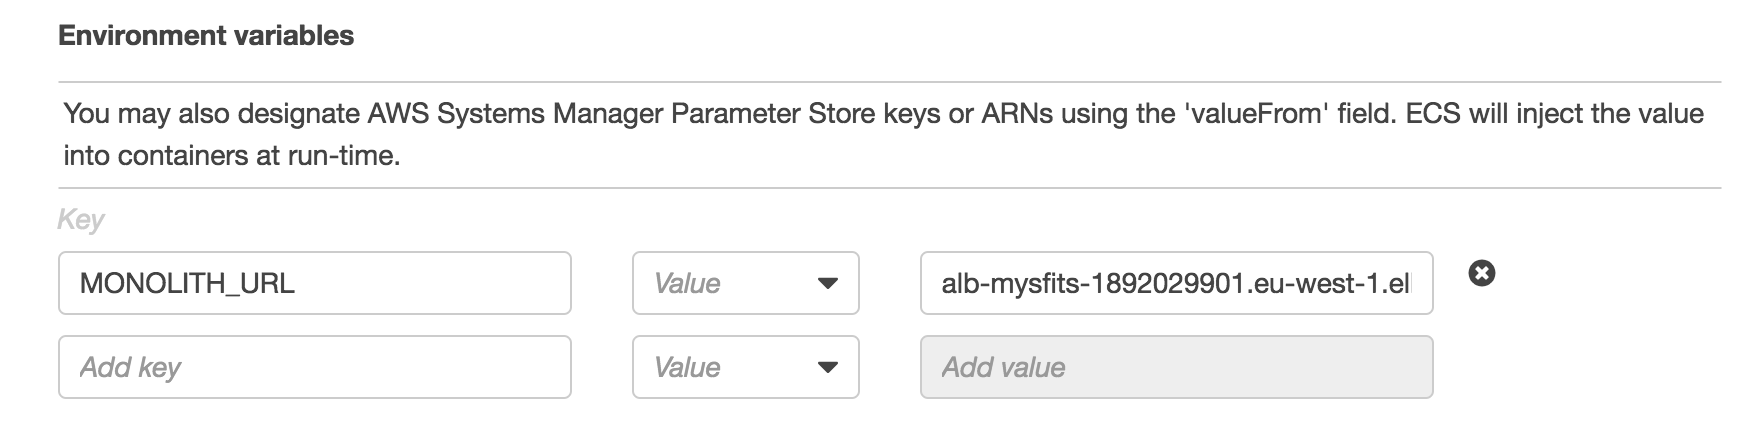 Environment variables
You may also designate AWS Systems Manager Parameter Store keys or ARNs using the 'valueFrom' field. ECS will inject the value
into containers at run-time.
Key
MONOLITH_URL Value alb-mysfits-1892029901.eu-west-1.el
Add key Value Add value